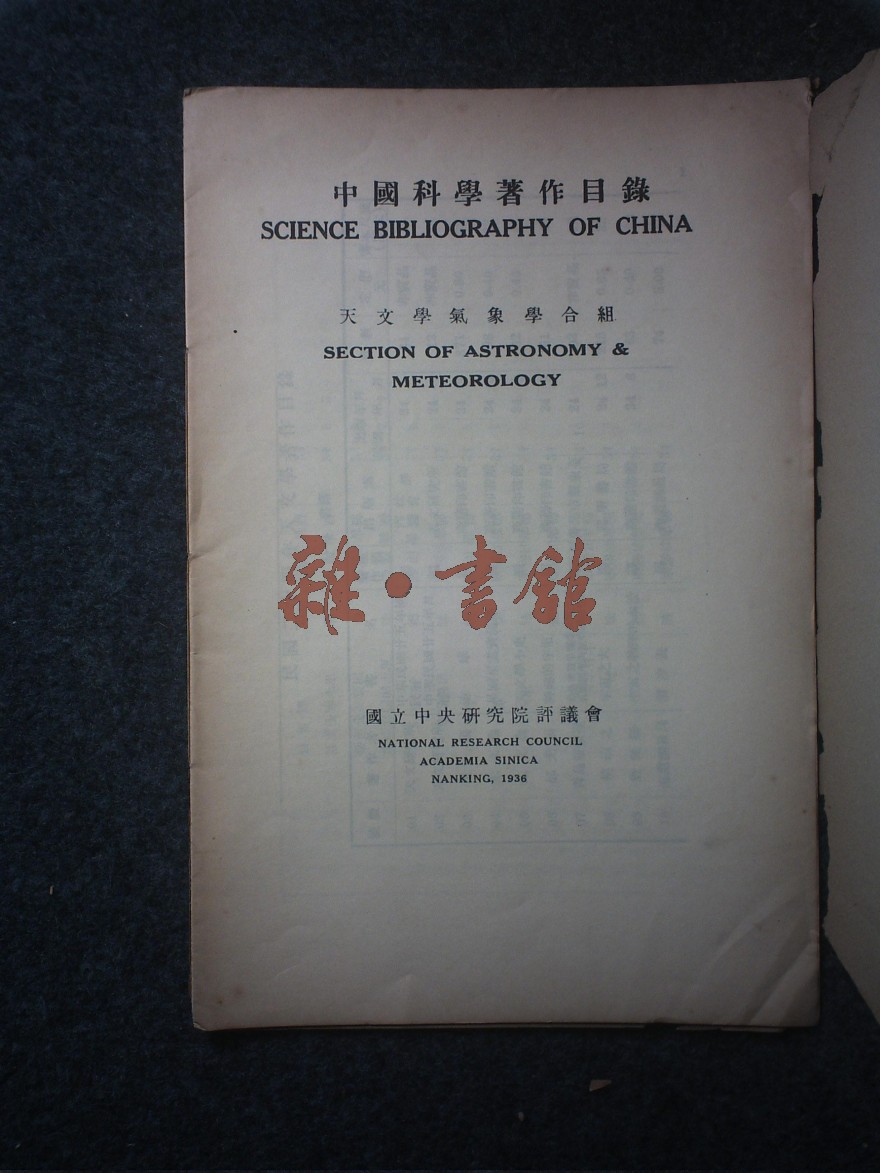 中國科學著作目錄
SCIENCE BIBLIOGRAPHY OF CHINA
天文學氣象學合組
SECTION OF ASTRONOMY &
METEOROLOGY
雜·書館
國立中央研究院評議會
NATIONAL RESEARCH COUNCIL
ACADEMIA SINICA
NANKING, 1936